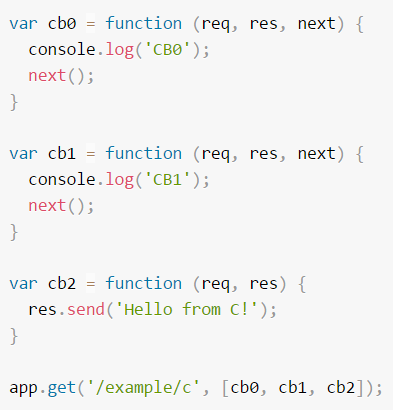 var cb0 = function (req, res, next) {
  console.log('CB0');
  next();
}

var cb1 = function (req, res, next) {
  console.log('CB1');
  next();
}

var cb2 = function (req, res) {
  res.send('Hello from C!');
}

app.get('/example/c', [cb0, cb1, cb2]);